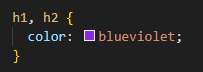 h1, h2 {
  color: blueviolet;
}